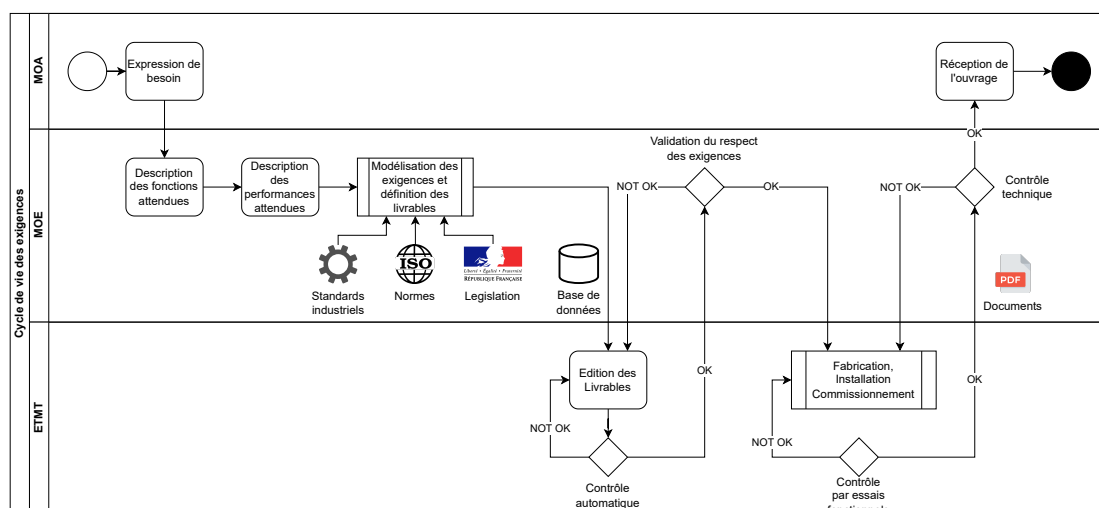 Cycle de vie des exigences
MOA
Expression de
besoin
Réception de
l'ouvrage
MOE
OK
Validation du respect
des exigences
Description
des fonctions
attendues
Description
des
performances
attendues
Modélisation des
exigences et
définition des
livrables
NOT OK
OK
NOT OK
Contrôle
technique
Standards
industriels
ISO
Normes
Liberté • Égalité • Fraternité
RÉPUBLIQUE FRANÇAISE
Legislation
Base de
données
PDF
Documents
ETMT
Edition des
Livrables
OK
Fabrication,
Installation
Commissionnement
OK
NOT OK
NOT OK
Contrôle
automatique
Contrôle
par essais
fonctionnels